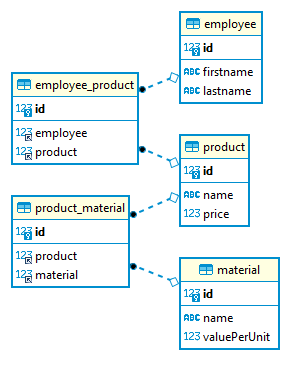 employee
123 id
ABC firstname
ABC lastname
employee_product
123 id
123 employee
123 product
product
123 id
ABC name
123 price
product_material
123 id
123 product
123 material
material
123 id
ABC name
123 valuePerUnit